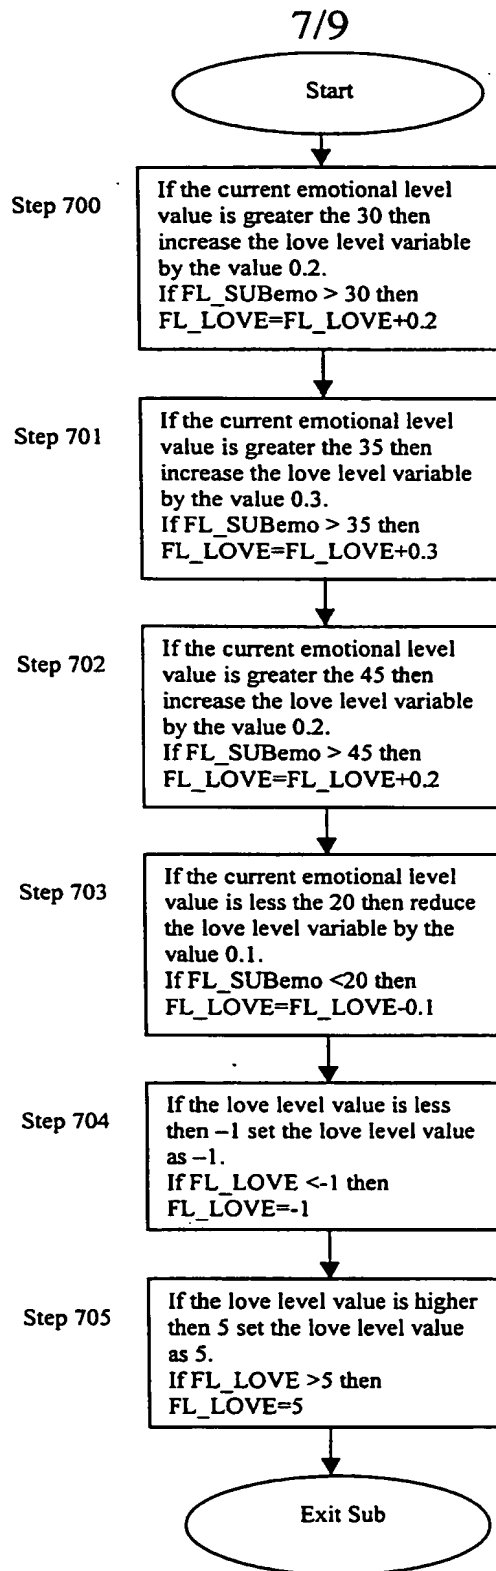 7/9
Start
Step 700
If the current emotional level
value is greater the 30 then
increase the love level variable
by the value 0.2.
If FL_SUBemo > 30 then
FL_LOVE=FL_LOVE+0.2
Step 701
If the current emotional level
value is greater the 35 then
increase the love level variable
by the value 0.3.
If FL_SUBemo > 35 then
FL_LOVE=FL_LOVE+0.3
Step 702
If the current emotional level
value is greater the 45 then
increase the love level variable
by the value 0.2.
If FL_SUBemo > 45 then
FL_LOVE=FL_LOVE+0.2
Step 703
If the current emotional level
value is less the 20 then reduce
the love level variable by the
value 0.1.
If FL_SUBemo <20 then
FL_LOVE=FL_LOVE-0.1
Step 704
If the love level value is less
then –1 set the love level value
as –1.
If FL_LOVE <-1 then
FL_LOVE=-1
Step 705
If the love level value is higher
then 5 set the love level value
as 5.
If FL_LOVE >5 then
FL_LOVE=5
Exit Sub